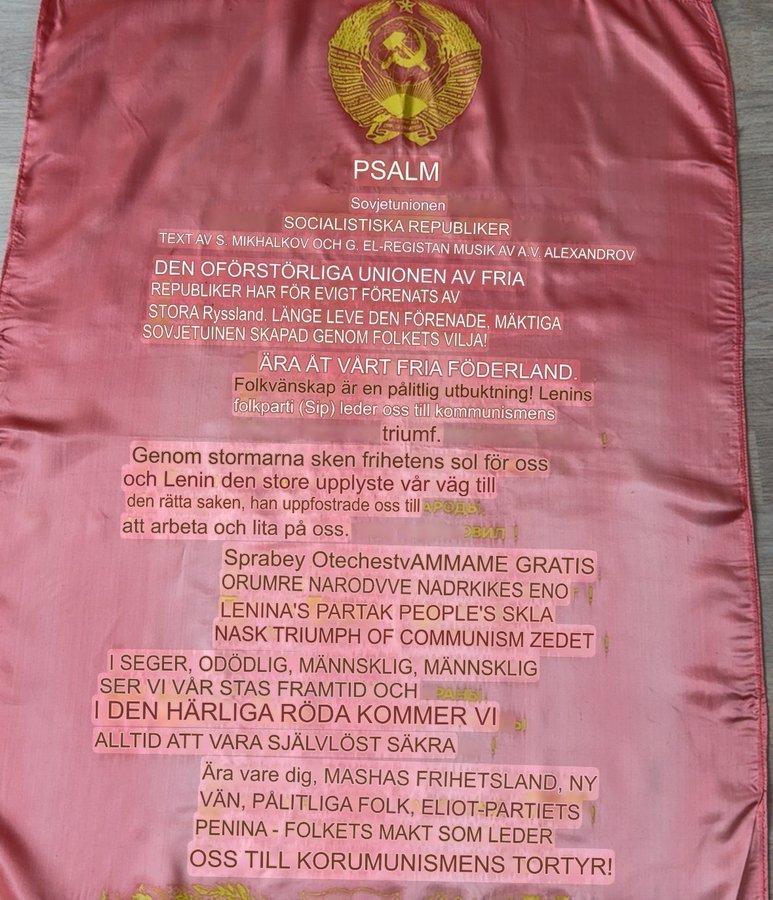 PSALM
Sovjetunionen
SOCIALISTISKA REPUBLIKER
TEXT AV S. MIKHALKOV OCH G. EL-REGISTAN MUSIK AV A.V. ALEXANDROV
DEN OFÖRSTÖRLIGA UNIONEN AV FRIA
REPUBLIKER HAR FÖR EVIGT FÖRENATS AV
STORA Ryssland. LÄNGE LEVE DEN FÖRENADE, MÄKTIGA
SOVJETUINEN SKAPAD GENOM FOLKETS VILJA!
ÄRA ÅT VÅRT FRIA FÖDERLAND.
Folkvänskap är en pålitlig utbuktning! Lenins
folkparti (Sip) leder oss till kommunismens
triumf. !
Genom stormarna sken frihetens sol för oss
och Lenin den store upplyste vår väg till
den rätta saken, han uppfostrade oss till АРОДЫ,
att arbeta och lita på oss. ОВИЛ !
Sprabey OtechestvAMMAME GRATIS
ORUMRE NARODVVE NADRKIKES ENO !
LENINA'S PARTAK PEOPLE'S SKLA
NASK TRIUMPH OF COMMUNISM ZEDET !
I SEGER, ODÖDLIG, MÄNNSKLIG, MÄNNSKLIG
SER VI VÅR STAS FRAMTID OCH РАНЫ,
I DEN HÄRLIGA RÖDA KOMMER VI Ы
ALLTID ATT VARA SJÄLVLÖST SÄKRA !
Ära vare dig, MASHAS FRIHETSLAND, NY
VÄN, PÅLITLIGA FOLK, ELIOT-PARTIETS !
PENINA - FOLKETS MAKT SOM LEDER
OSS TILL KORUMUNISMENS TORTYR!